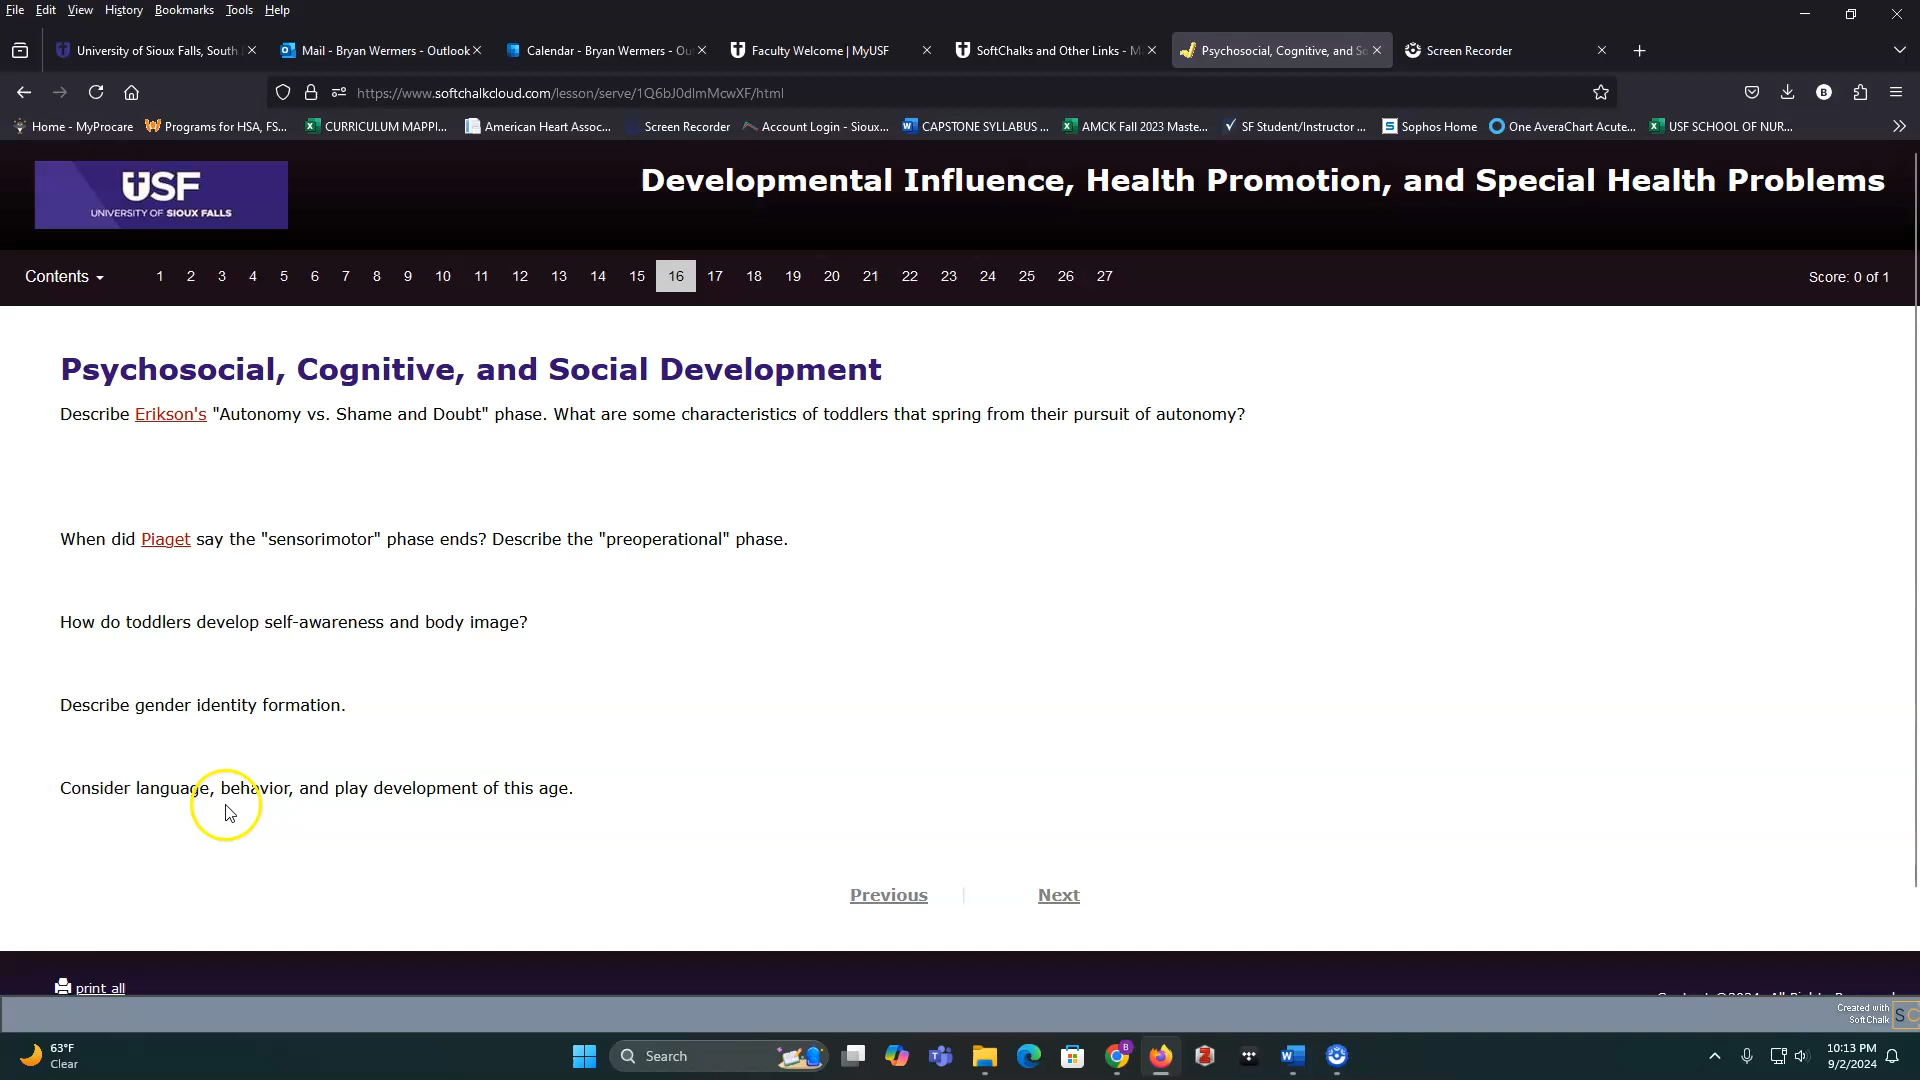 File Edit View History Bookmarks Tools Help
University of Sioux Falls, South
Mail - Bryan Wermers - Outlook
Calendar - Bryan Wermers - Ou
Faculty Welcome | MyUSF
SoftChalks and Other Links - M
Psychosocial, Cognitive, and So
Screen Recorder
https://www.softchalkcloud.com/lesson/serve/1Q6bJ0dlmMcwXF/html
B
Home - MyProcare
Programs for HSA, FS...
CURRICULUM MAPPI...
American Heart Assoc...
Screen Recorder
Account Login - Sioux...
CAPSTONE SYLLABUS ...
AMCK Fall 2023 Maste...
SF Student/Instructor ...
Sophos Home
One AveraChart Acute...
USF SCHOOL OF NUR...
USF
UNIVERSITY OF SIOUX FALLS
Developmental Influence, Health Promotion, and Special Health Problems
Contents 1 2 3 4 5 6 7 8 9 10 11 12 13 14 15 16 17 18 19 20 21 22 23 24 25 26 27 Score: 0 of 1
Psychosocial, Cognitive, and Social Development
Describe Erikson's "Autonomy vs. Shame and Doubt" phase. What are some characteristics of toddlers that spring from their pursuit of autonomy?
When did Piaget say the "sensorimotor" phase ends? Describe the "preoperational" phase.
How do toddlers develop self-awareness and body image?
Describe gender identity formation.
Consider language, behavior, and play development of this age.
Previous | Next
print all
Created with
SoftChalk
SC
63°F
Clear
Search
10:13 PM
9/2/2024